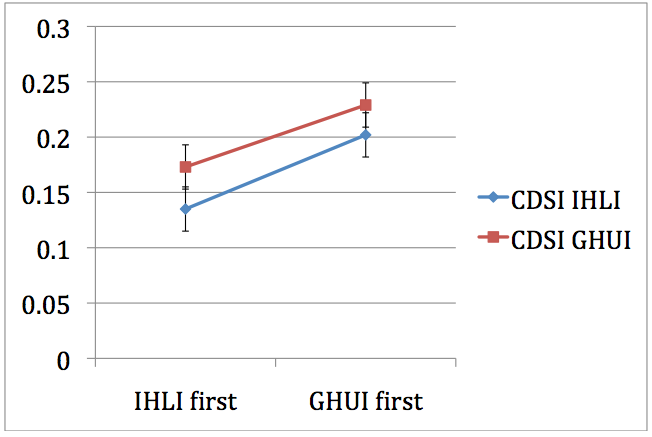 0.3
0.25
0.2
0.15
0.1
0.05
0
IHLI first
GHUI first
CDSI IHLI
CDSI GHUI